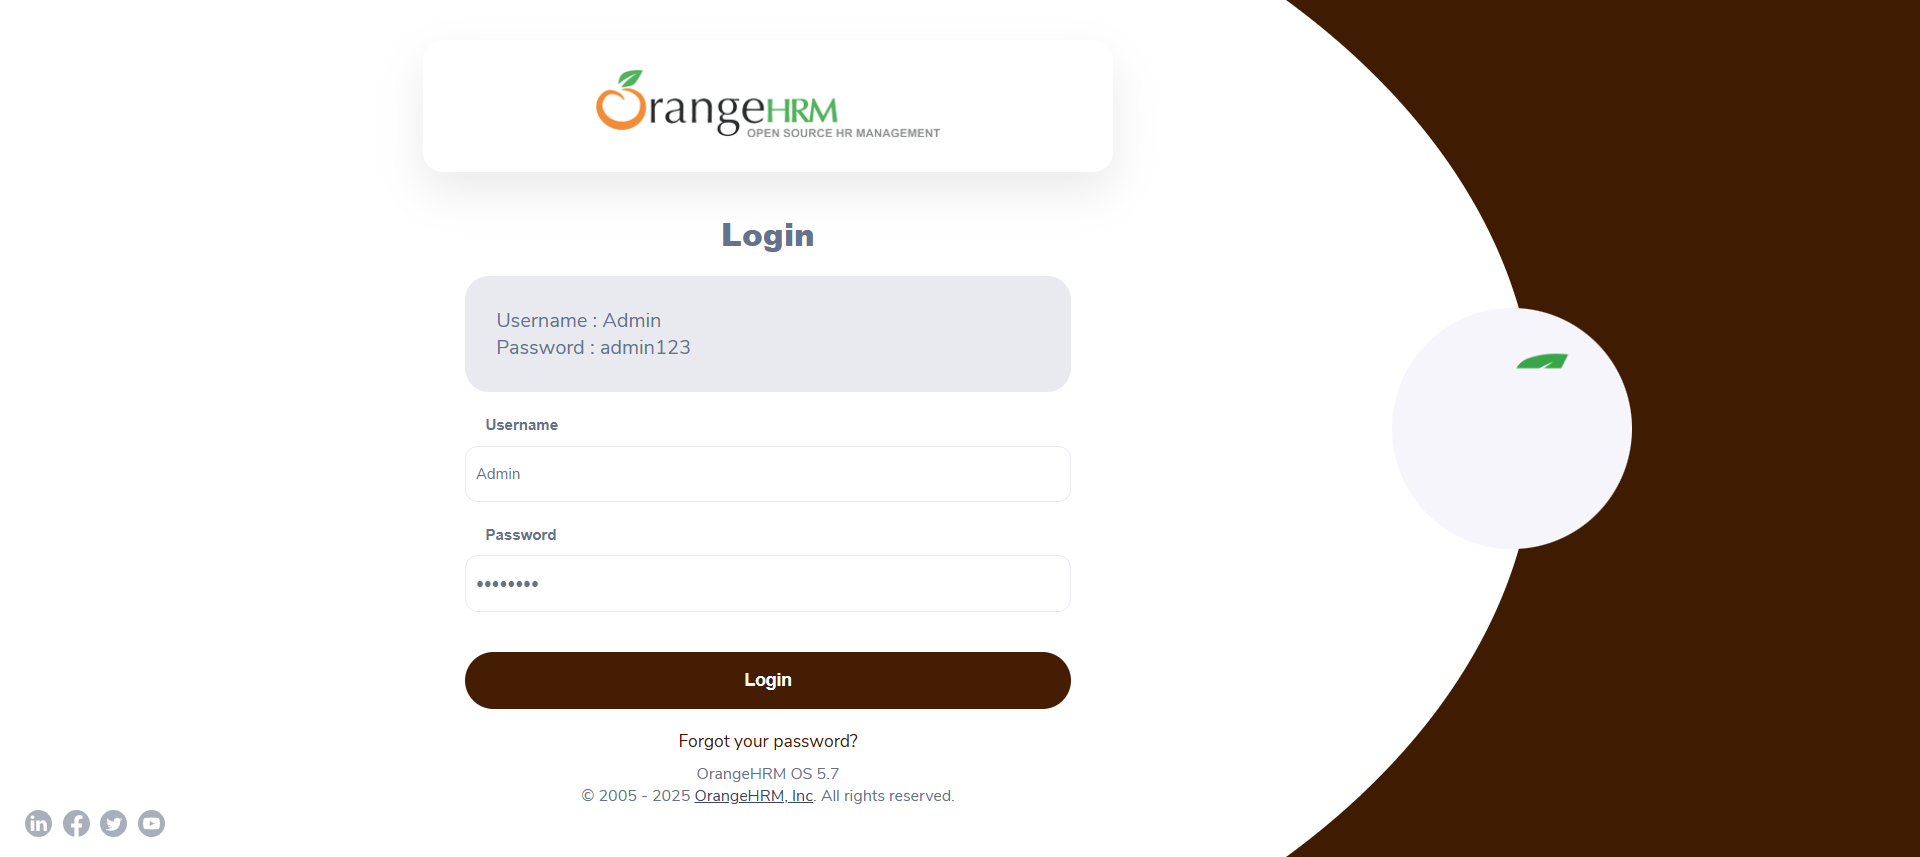 OrangeHRM
OPEN SOURCE HR MANAGEMENT
Login
Username : Admin
Password : admin123
Username
Admin
Password
••••••••
Login
Forgot your password?
OrangeHRM OS 5.7
© 2005 - 2025 OrangeHRM, Inc. All rights reserved.